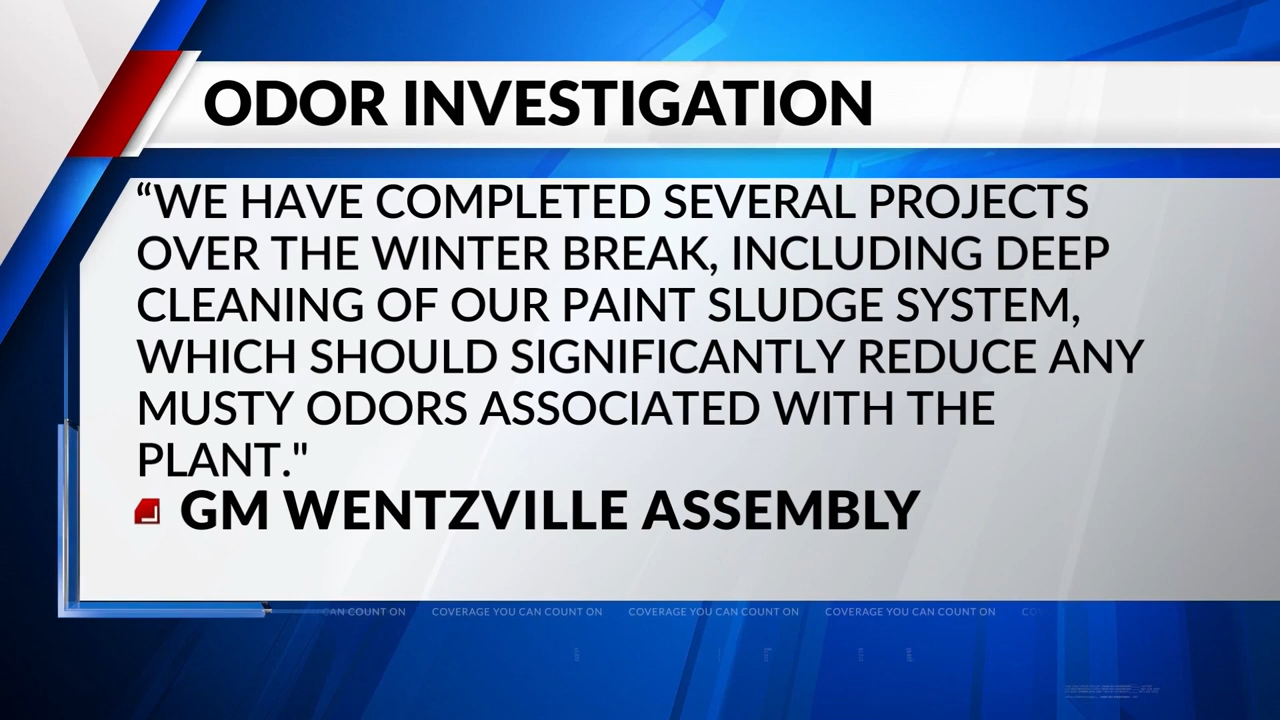 ODOR INVESTIGATION
“WE HAVE COMPLETED SEVERAL PROJECTS
OVER THE WINTER BREAK, INCLUDING DEEP
CLEANING OF OUR PAINT SLUDGE SYSTEM,
WHICH SHOULD SIGNIFICANTLY REDUCE ANY
MUSTY ODORS ASSOCIATED WITH THE
PLANT."
GM WENTZVILLE ASSEMBLY
CAN COUNT ON COVERAGE YOU CAN COUNT ON COVERAGE YOU CAN COUNT ON COVERAGE YOU CAN COUNT ON